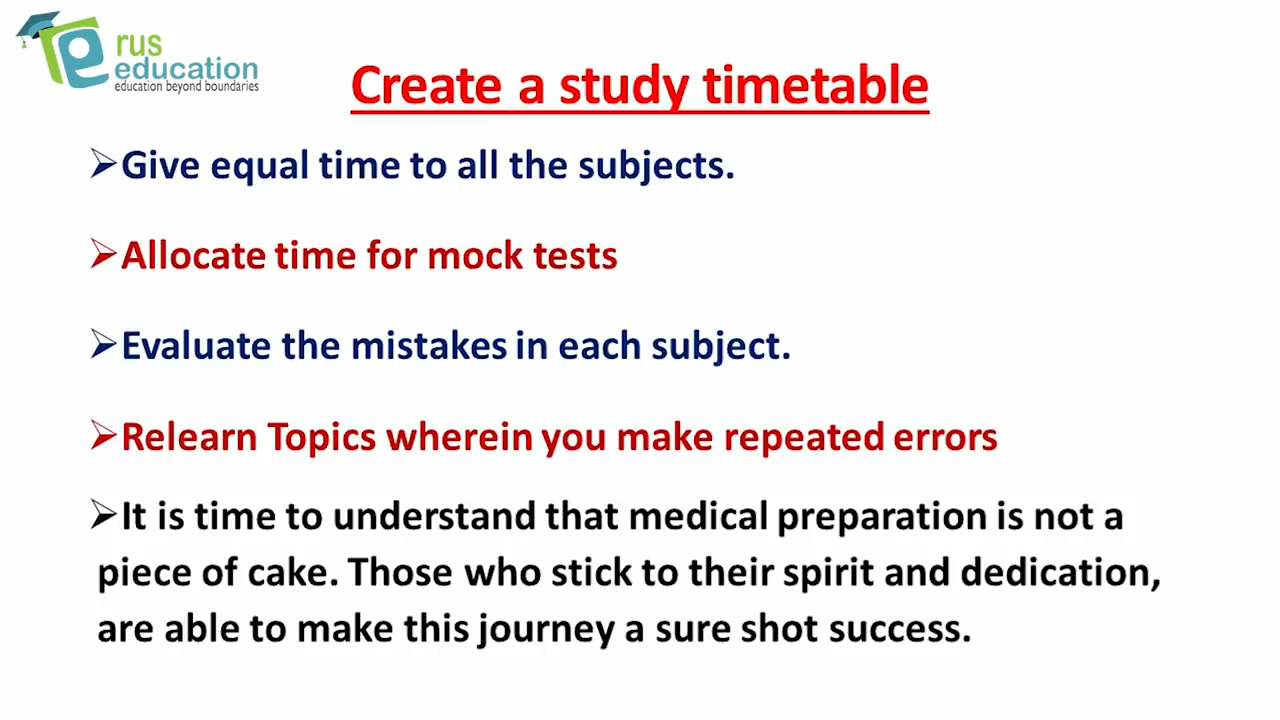 rus
education
education beyond boundaries
Create a study timetable
➢Give equal time to all the subjects.
➢Allocate time for mock tests
➢Evaluate the mistakes in each subject.
➢Relearn Topics wherein you make repeated errors
➢It is time to understand that medical preparation is not a
piece of cake. Those who stick to their spirit and dedication,
are able to make this journey a sure shot success.